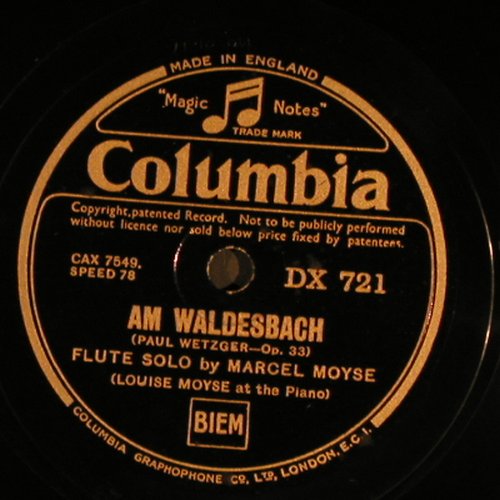 MADE IN ENGLAND
"Magic Notes"
TRADE MARK
Columbia
Copyright, patented Record. Not to be publicly performed
without licence nor sold below price fixed by patentees.
CAX 7549.
SPEED 78
DX 721
AM WALDESBACH
(PAUL WETZGER—Op. 33)
FLUTE SOLO by MARCEL MOYSE
(LOUISE MOYSE at the Piano)
BIEM
COLUMBIA GRAPHOPHONE CO, LTD, LONDON, E.C.1.